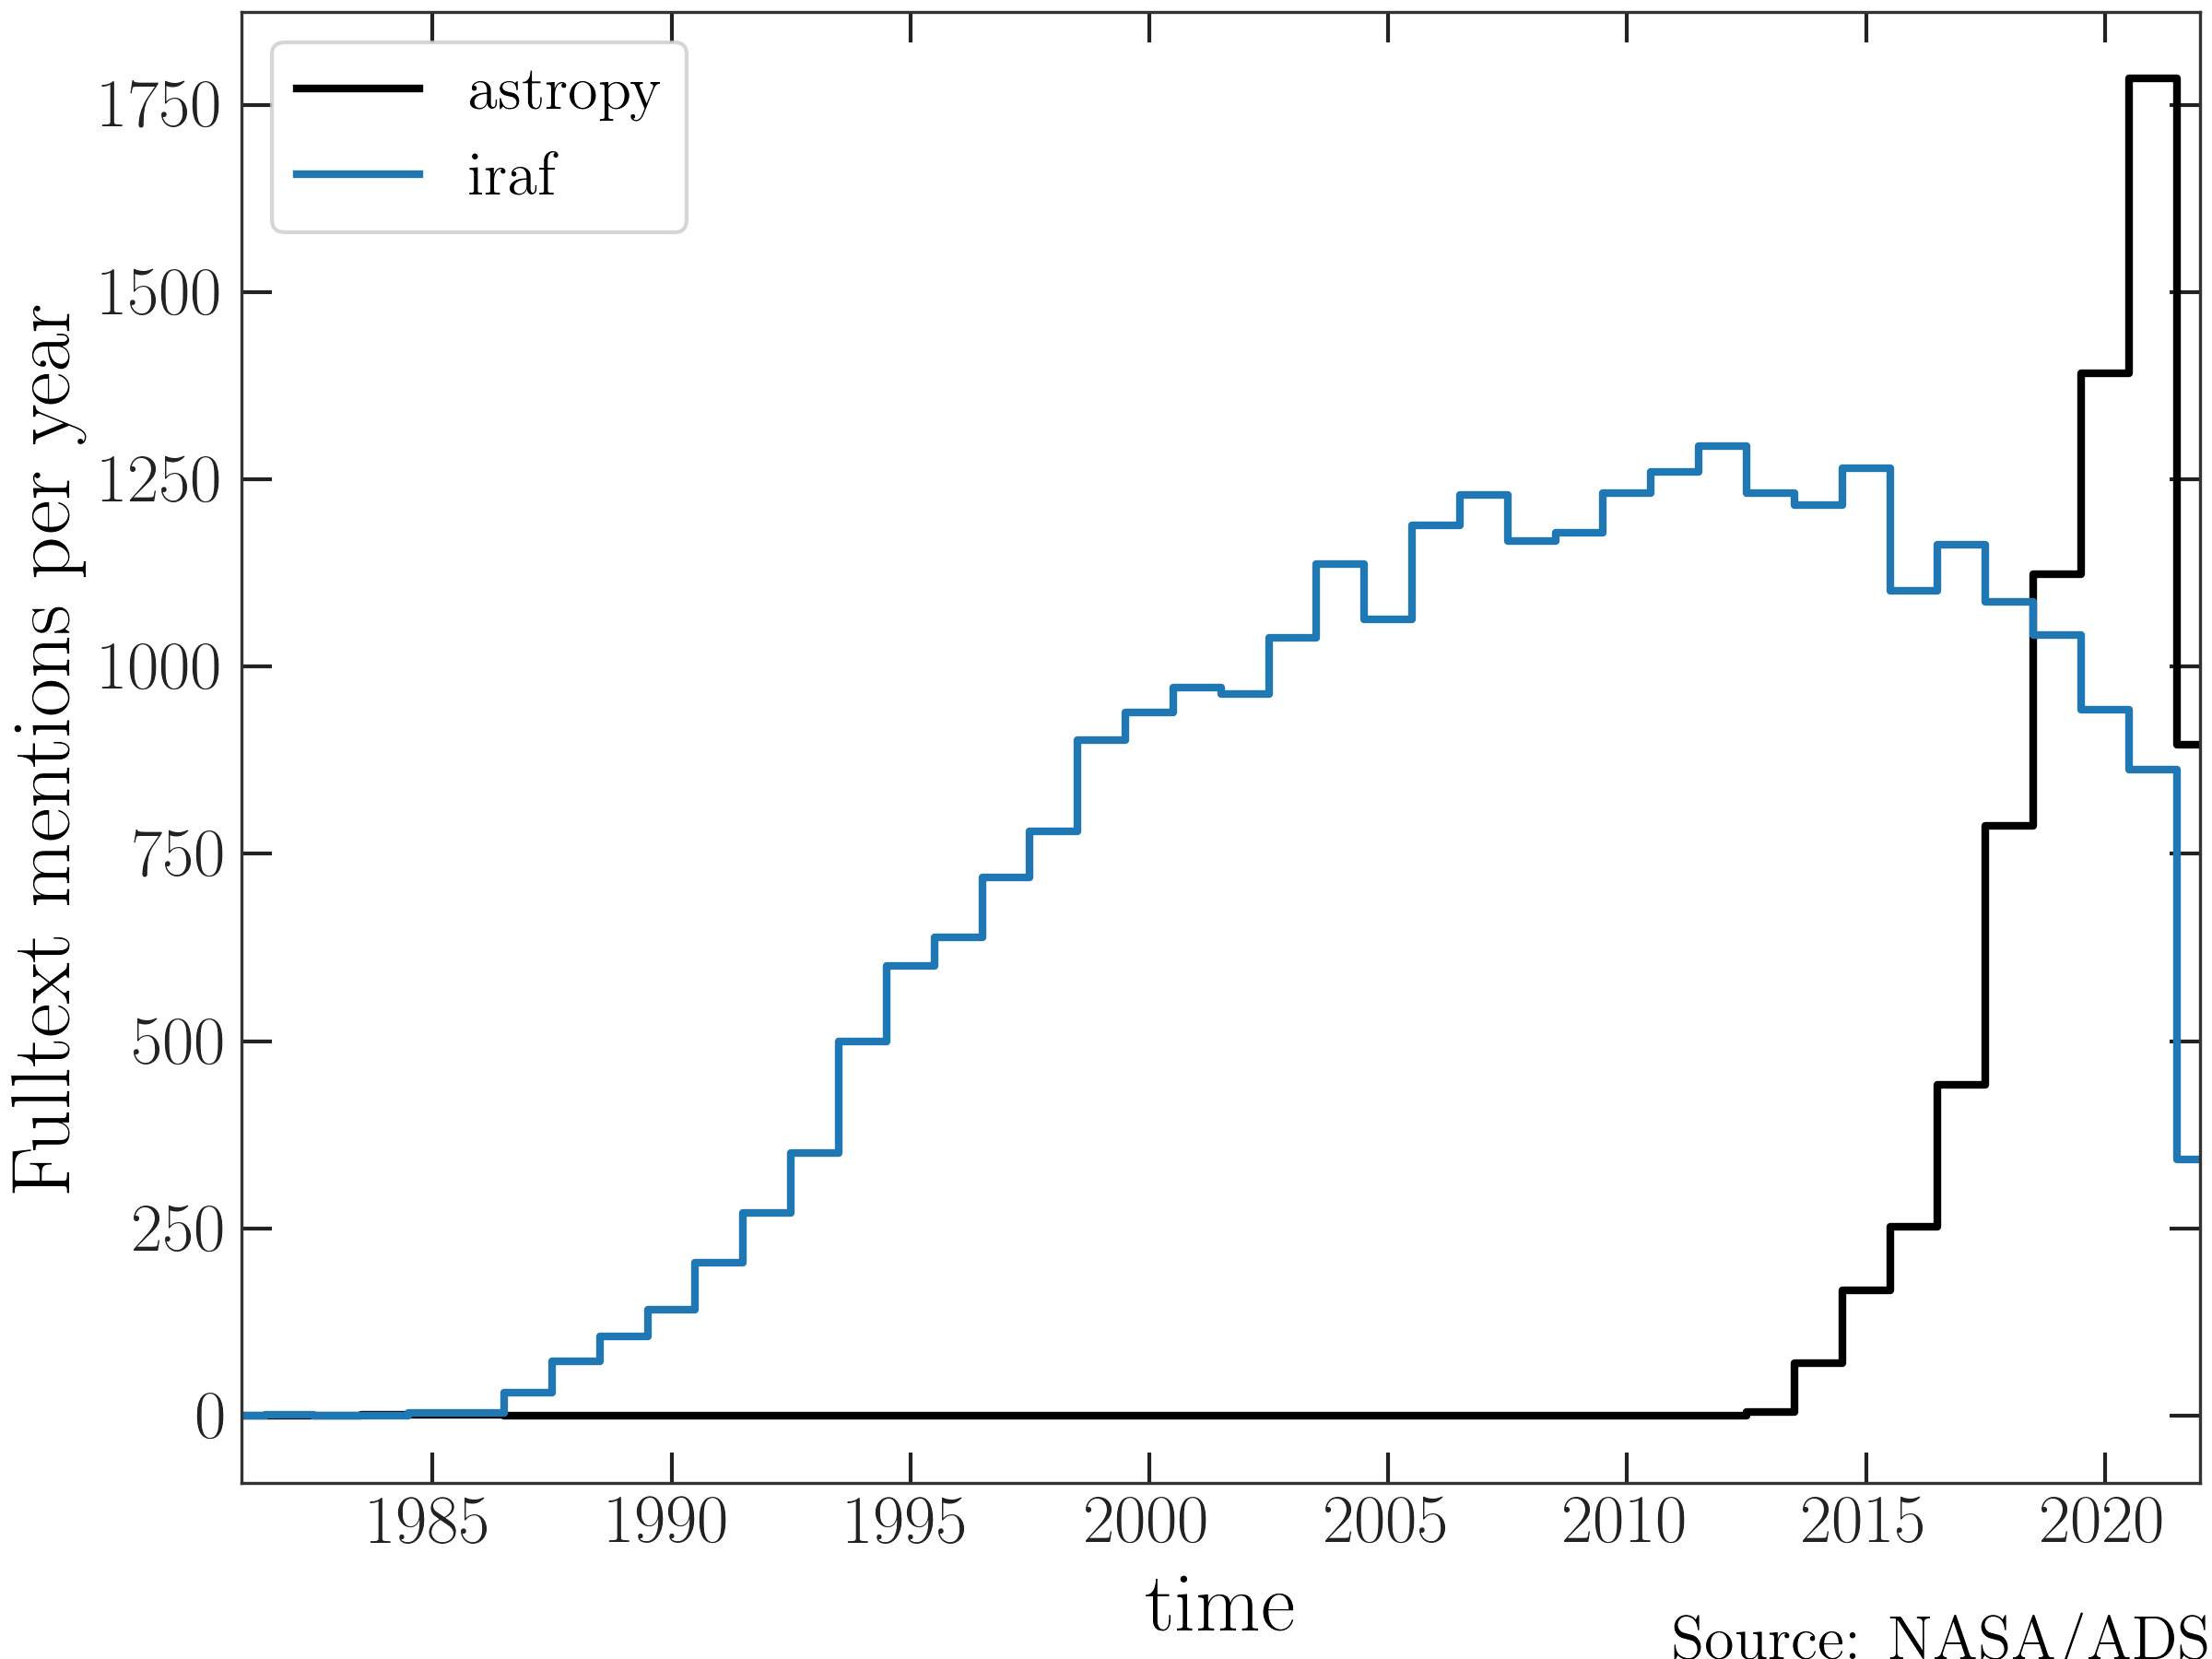 astropy
iraf
Fulltext mentions per year
1750
1500
1250
1000
750
500
250
0
1985 1990 1995 2000 2005 2010 2015 2020
time
Source: NASA/ADS